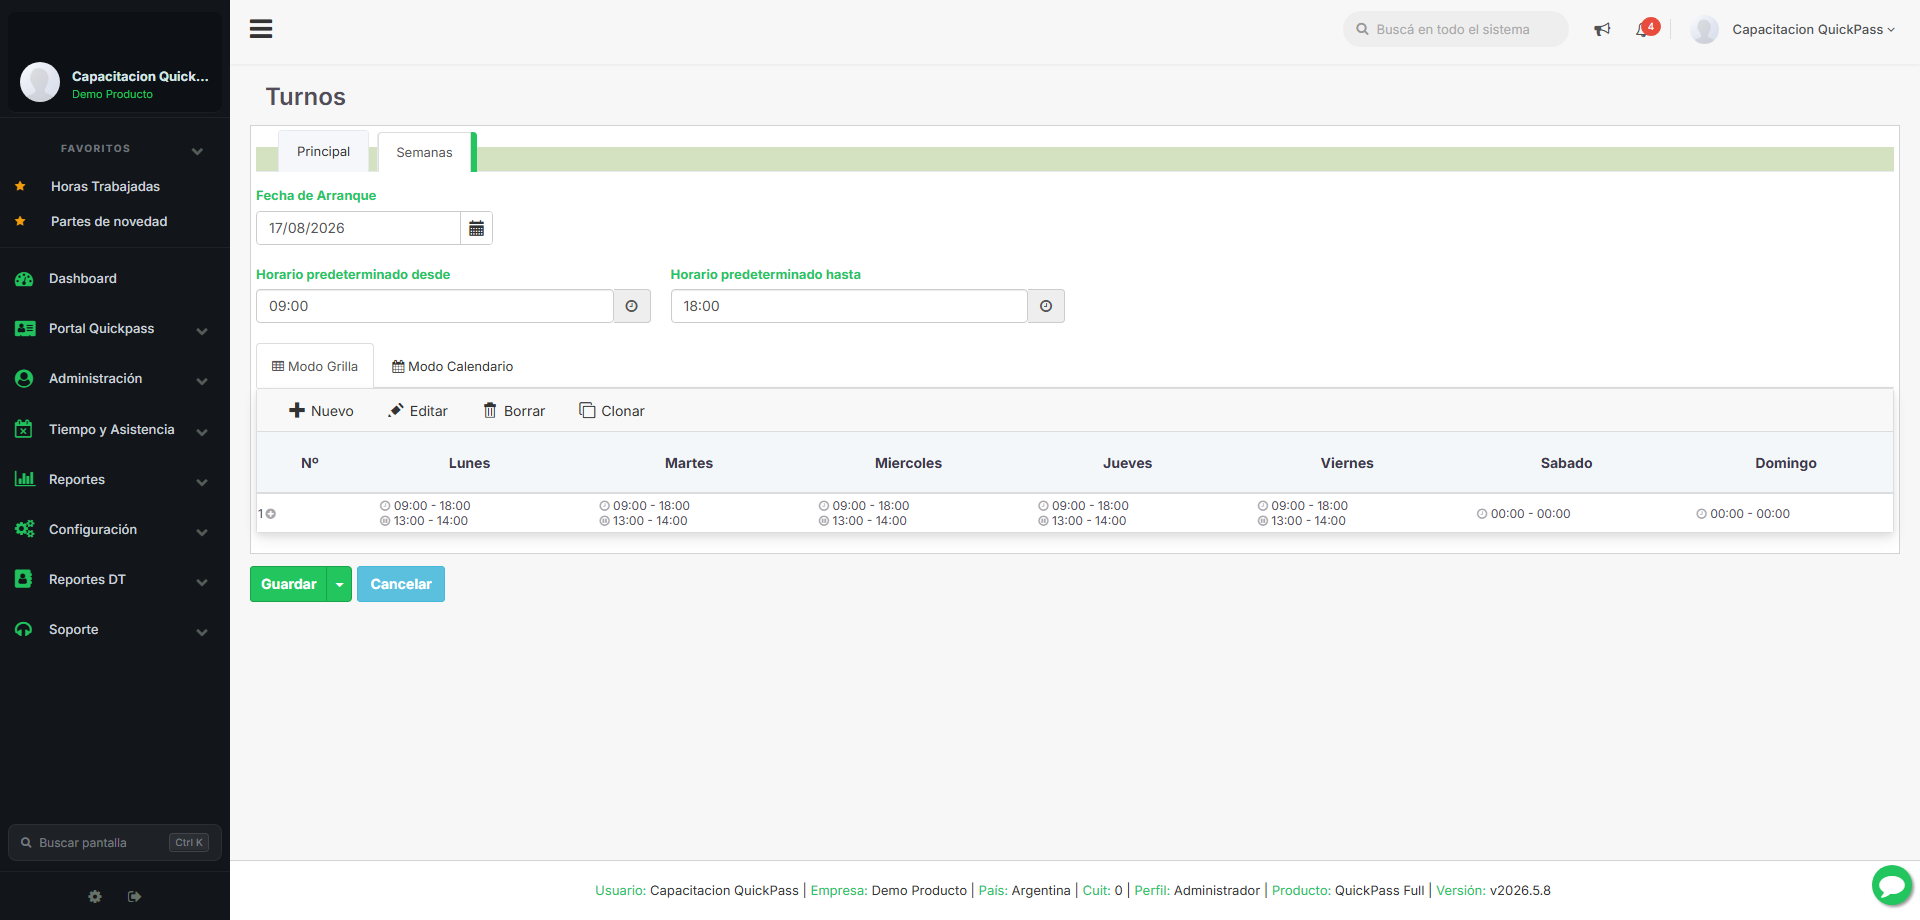 Capacitacion Quick...
Demo Producto
FAVORITOS
Horas Trabajadas
Partes de novedad
Dashboard
Portal Quickpass
Administración
Tiempo y Asistencia
Reportes
Configuración
Reportes DT
Soporte
Buscar pantalla Ctrl K
Buscá en todo el sistema 4 Capacitacion QuickPass
Turnos
Principal Semanas
Fecha de Arranque
17/08/2026
Horario predeterminado desde Horario predeterminado hasta
09:00 18:00
Modo Grilla Modo Calendario
Nuevo Editar Borrar Clonar
Nº Lunes Martes Miercoles Jueves Viernes Sabado Domingo
09:00 - 18:00 09:00 - 18:00 09:00 - 18:00 09:00 - 18:00 09:00 - 18:00
1 00:00 - 00:00 00:00 - 00:00
13:00 - 14:00 13:00 - 14:00 13:00 - 14:00 13:00 - 14:00 13:00 - 14:00
Guardar Cancelar
Usuario: Capacitacion QuickPass | Empresa: Demo Producto | País: Argentina | Cuit: 0 | Perfil: Administrador | Producto: QuickPass Full | Versión: v2026.5.8